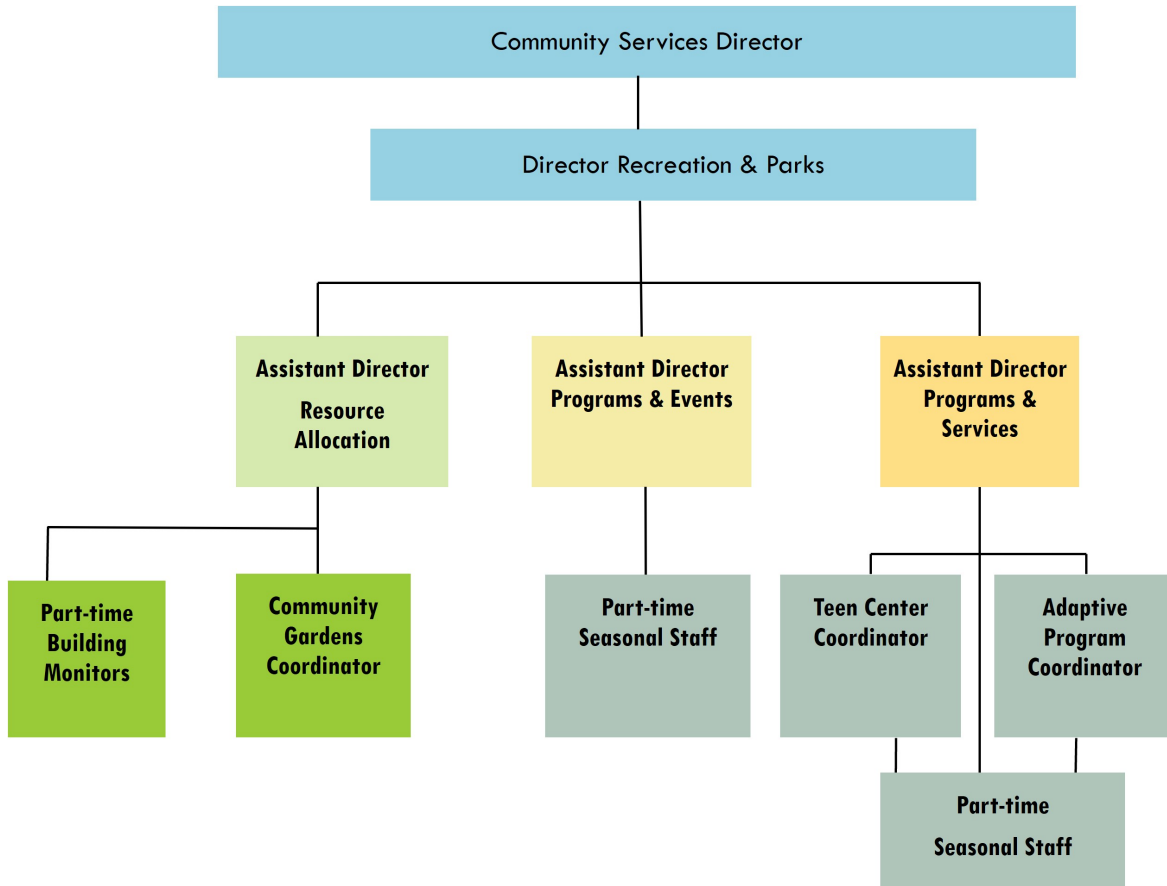 Community Services Director
Director Recreation & Parks
Assistant Director
Resource
Allocation
Assistant Director
Programs & Events
Assistant Director
Programs &
Services
Part-time
Building
Monitors
Community
Gardens
Coordinator
Part-time
Seasonal Staff
Teen Center
Coordinator
Adaptive
Program
Coordinator
Part-time
Seasonal Staff